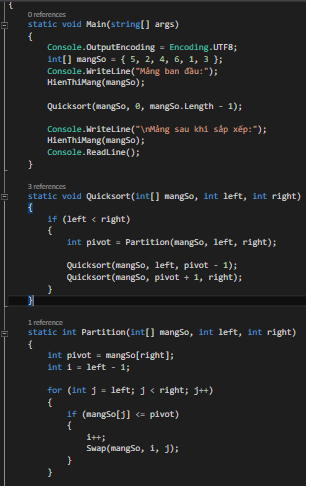 {
0 references
static void Main(string[] args)
{
Console.OutputEncoding = Encoding.UTF8;
int[] mangSo = { 5, 2, 4, 6, 1, 3 };
Console.WriteLine("Mảng ban đầu:");
HienThiMang(mangSo);
Quicksort(mangSo, 0, mangSo.Length - 1);
Console.WriteLine("\nMảng sau khi sắp xếp:");
HienThiMang(mangSo);
Console.ReadLine();
}
3 references
static void Quicksort(int[] mangSo, int left, int right)
{
if (left < right)
{
int pivot = Partition(mangSo, left, right);
Quicksort(mangSo, left, pivot - 1);
Quicksort(mangSo, pivot + 1, right);
}
}
1 reference
static int Partition(int[] mangSo, int left, int right)
{
int pivot = mangSo[right];
int i = left - 1;
for (int j = left; j < right; j++)
{
if (mangSo[j] <= pivot)
{
i++;
Swap(mangSo, i, j);
}
}